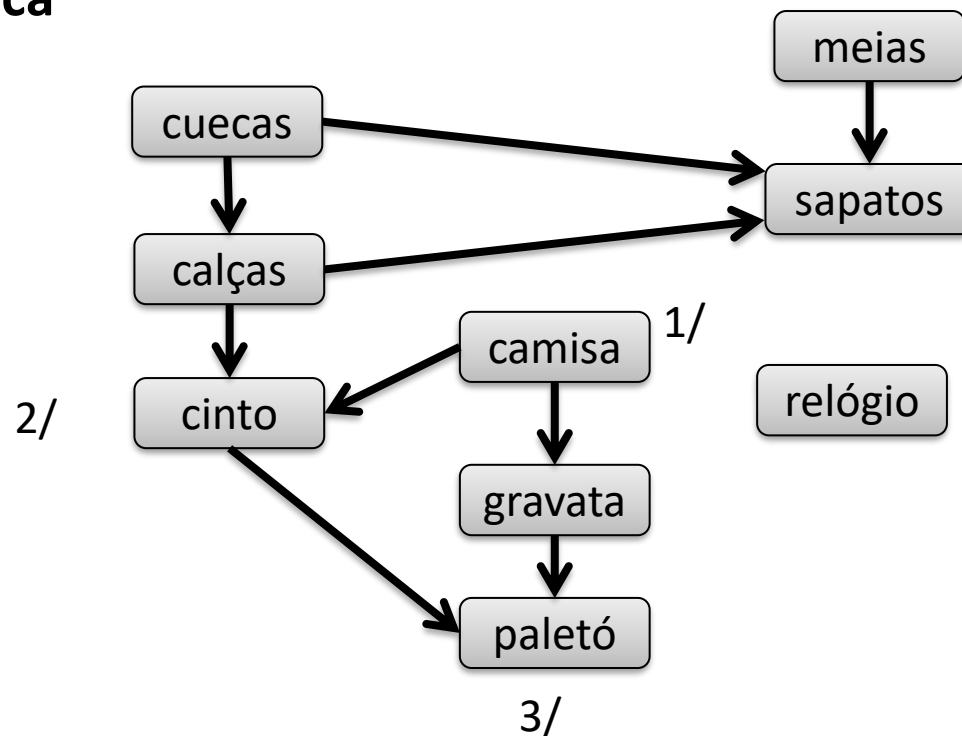 ca
meias
cuecas
sapatos
calças
camisa
1/
relógio
2/
cinto
gravata
paletó
3/